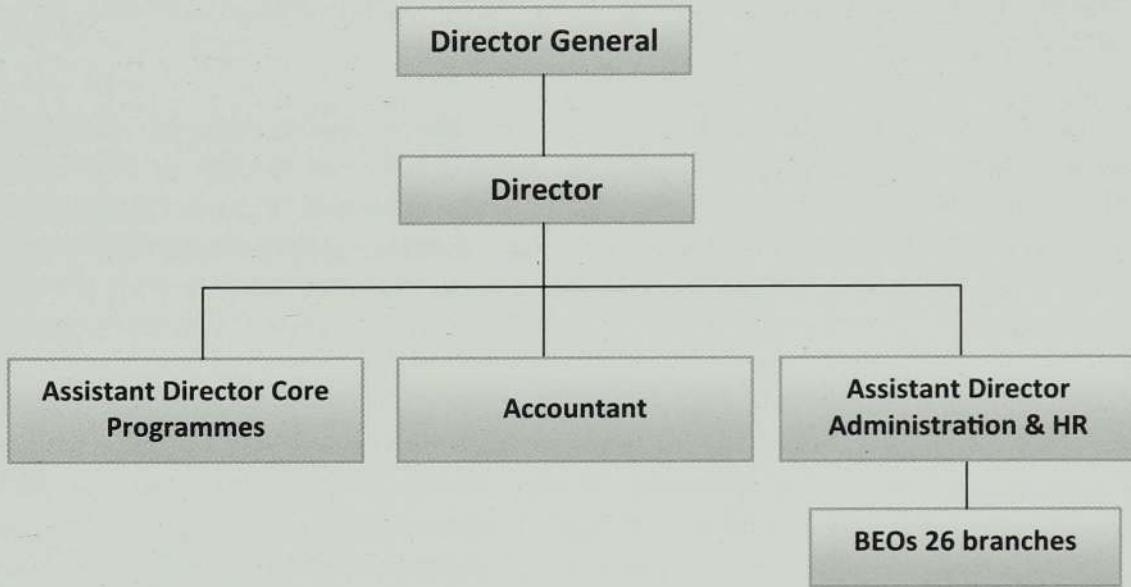 Director General
Director
Assistant Director Core
Programmes
Accountant
Assistant Director
Administration & HR
BEOs 26 branches